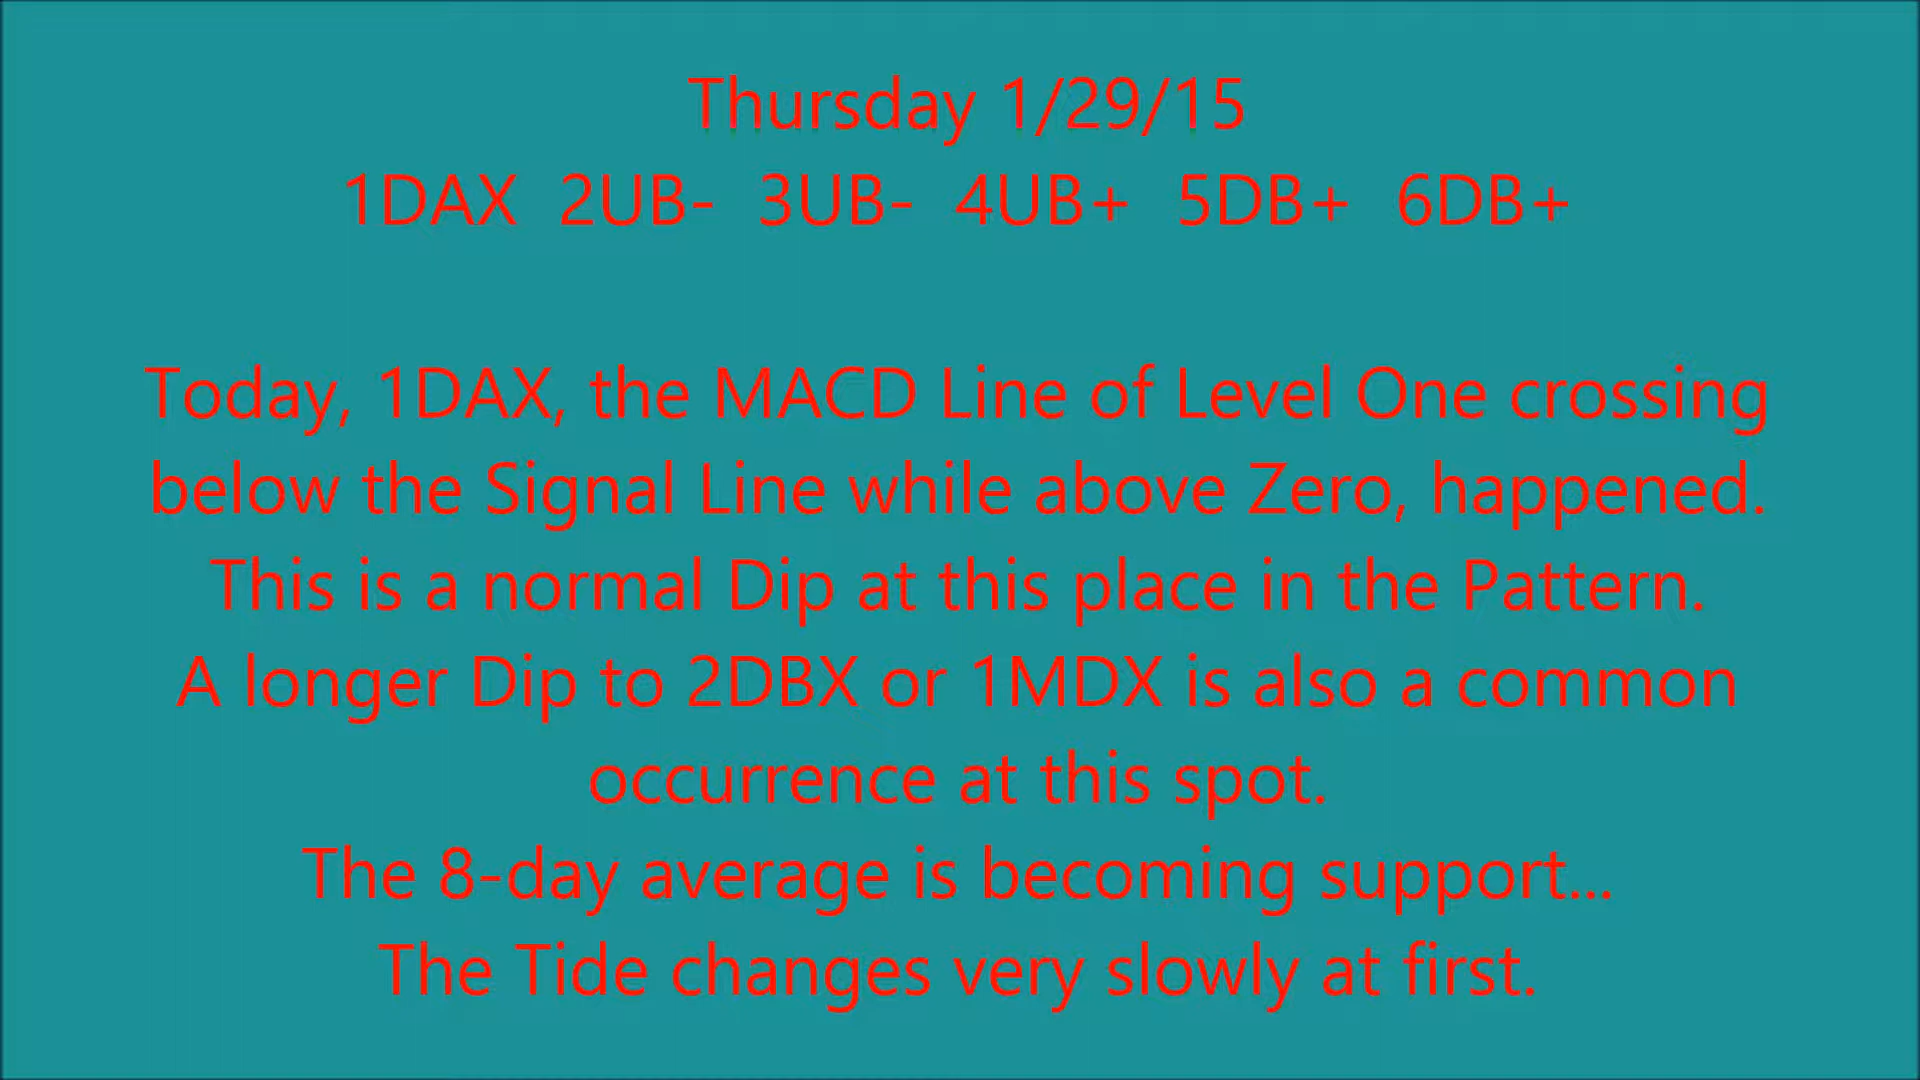 Thursday 1/29/15
1DAX 2UB- 3UB- 4UB+ 5DB+ 6DB+
Today, 1DAX, the MACD Line of Level One crossing
below the Signal Line while above Zero, happened.
This is a normal Dip at this place in the Pattern.
A longer Dip to 2DBX or 1MDX is also a common
occurrence at this spot.
The 8-day average is becoming support...
The Tide changes very slowly at first.